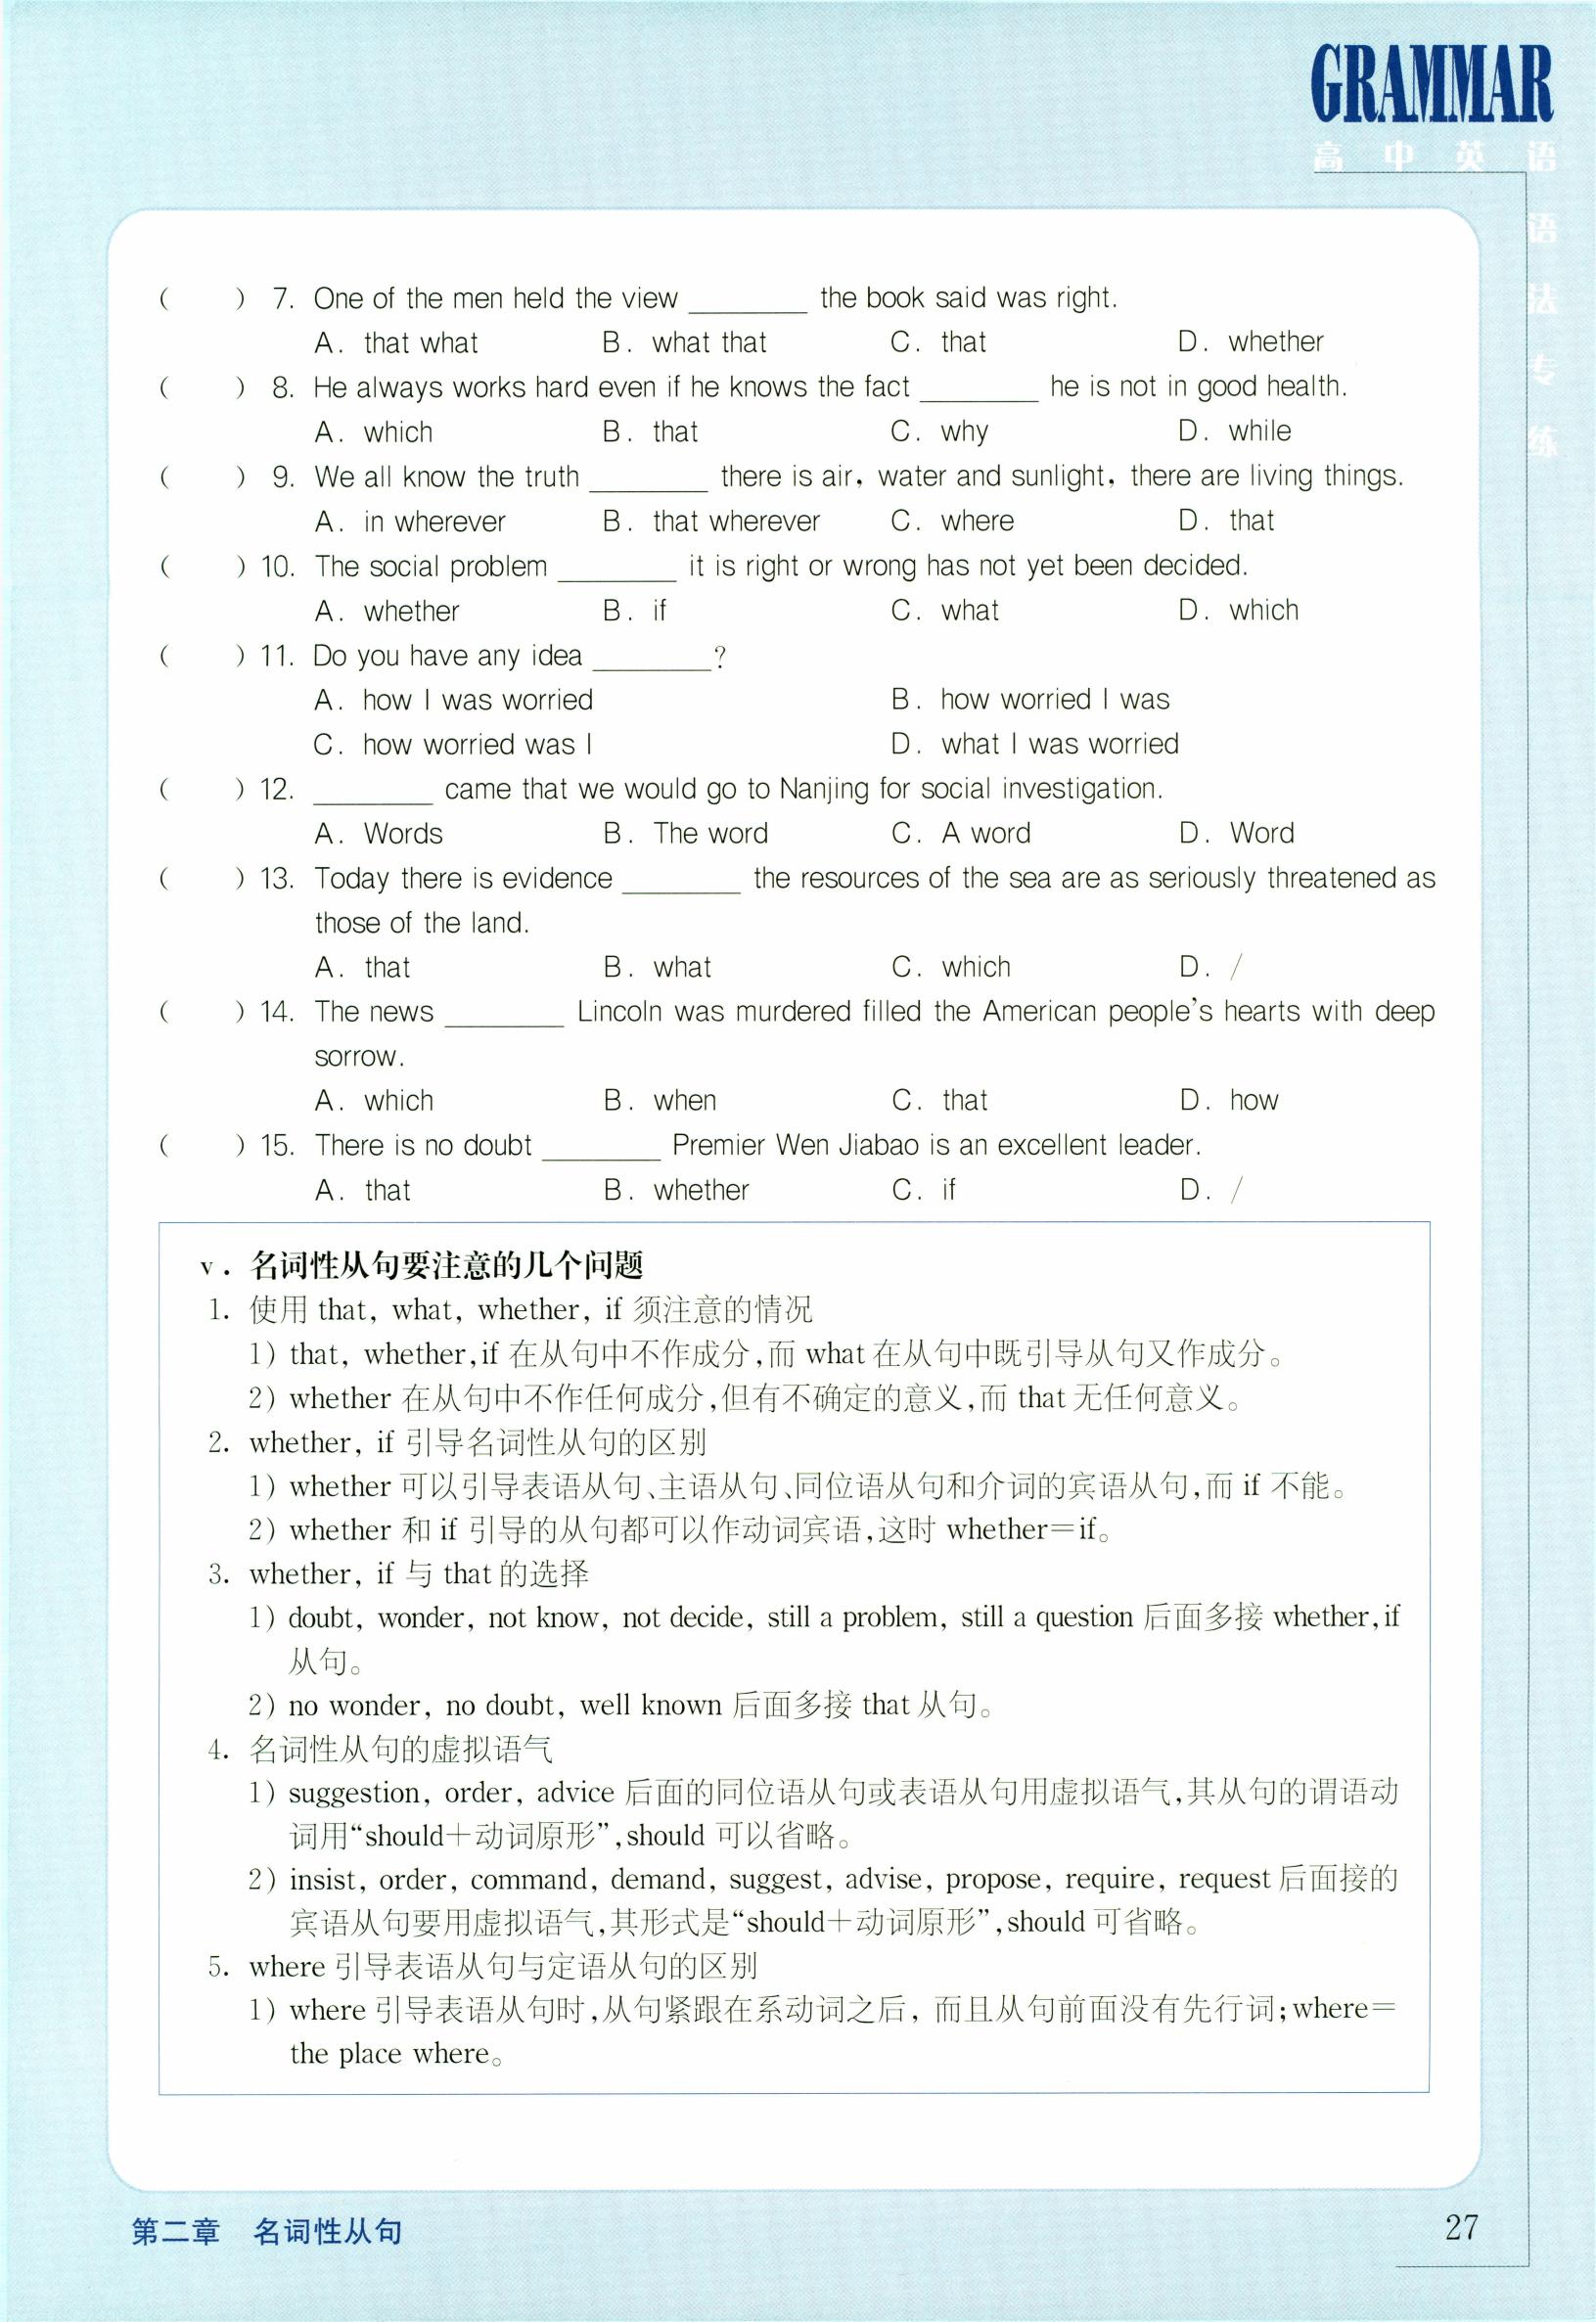 GRAMMAR
高中英语
语法专练
( ) 7. One of the men held the view ________ the book said was right.
A. that what B. what that C. that D. whether
( ) 8. He always works hard even if he knows the fact ________ he is not in good health.
A. which B. that C. why D. while
( ) 9. We all know the truth ________ there is air, water and sunlight, there are living things.
A. in wherever B. that wherever C. where D. that
( ) 10. The social problem ________ it is right or wrong has not yet been decided.
A. whether B. if C. what D. which
( ) 11. Do you have any idea ________?
A. how I was worried B. how worried I was
C. how worried was I D. what I was worried
( ) 12. ________ came that we would go to Nanjing for social investigation.
A. Words B. The word C. A word D. Word
( ) 13. Today there is evidence ________ the resources of the sea are as seriously threatened as
those of the land.
A. that B. what C. which D. /
( ) 14. The news ________ Lincoln was murdered filled the American people's hearts with deep
sorrow.
A. which B. when C. that D. how
( ) 15. There is no doubt ________ Premier Wen Jiabao is an excellent leader.
A. that B. whether C. if D. /
v. 名词性从句要注意的几个问题
1. 使用 that, what, whether, if 须注意的情况
1) that, whether,if 在从句中不作成分,而 what 在从句中既引导从句又作成分。
2) whether 在从句中不作任何成分,但有不确定的意义,而 that 无任何意义。
2. whether, if 引导名词性从句的区别
1) whether 可以引导表语从句、主语从句、同位语从句和介词的宾语从句,而 if 不能。
2) whether 和 if 引导的从句都可以作动词宾语,这时 whether=if。
3. whether, if 与 that 的选择
1) doubt, wonder, not know, not decide, still a problem, still a question 后面多接 whether,if
从句。
2) no wonder, no doubt, well known 后面多接 that 从句。
4. 名词性从句的虚拟语气
1) suggestion, order, advice 后面的同位语从句或表语从句用虚拟语气,其从句的谓语动
词用“should+动词原形”,should 可以省略。
2) insist, order, command, demand, suggest, advise, propose, require, request 后面接的
宾语从句要用虚拟语气,其形式是“should+动词原形”,should 可省略。
5. where 引导表语从句与定语从句的区别
1) where 引导表语从句时,从句紧跟在系动词之后, 而且从句前面没有先行词;where=
the place where。
第二章 名词性从句
27